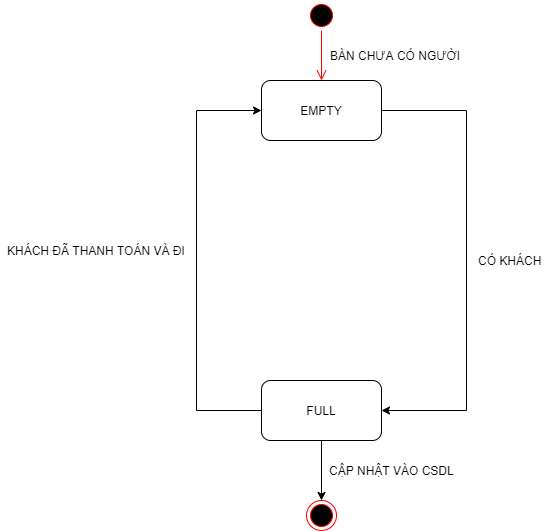 BÀN CHƯA CÓ NGƯỜI
EMPTY
KHÁCH ĐÃ THANH TOÁN VÀ ĐI
CÓ KHÁCH
FULL
CẬP NHẬT VÀO CSDL